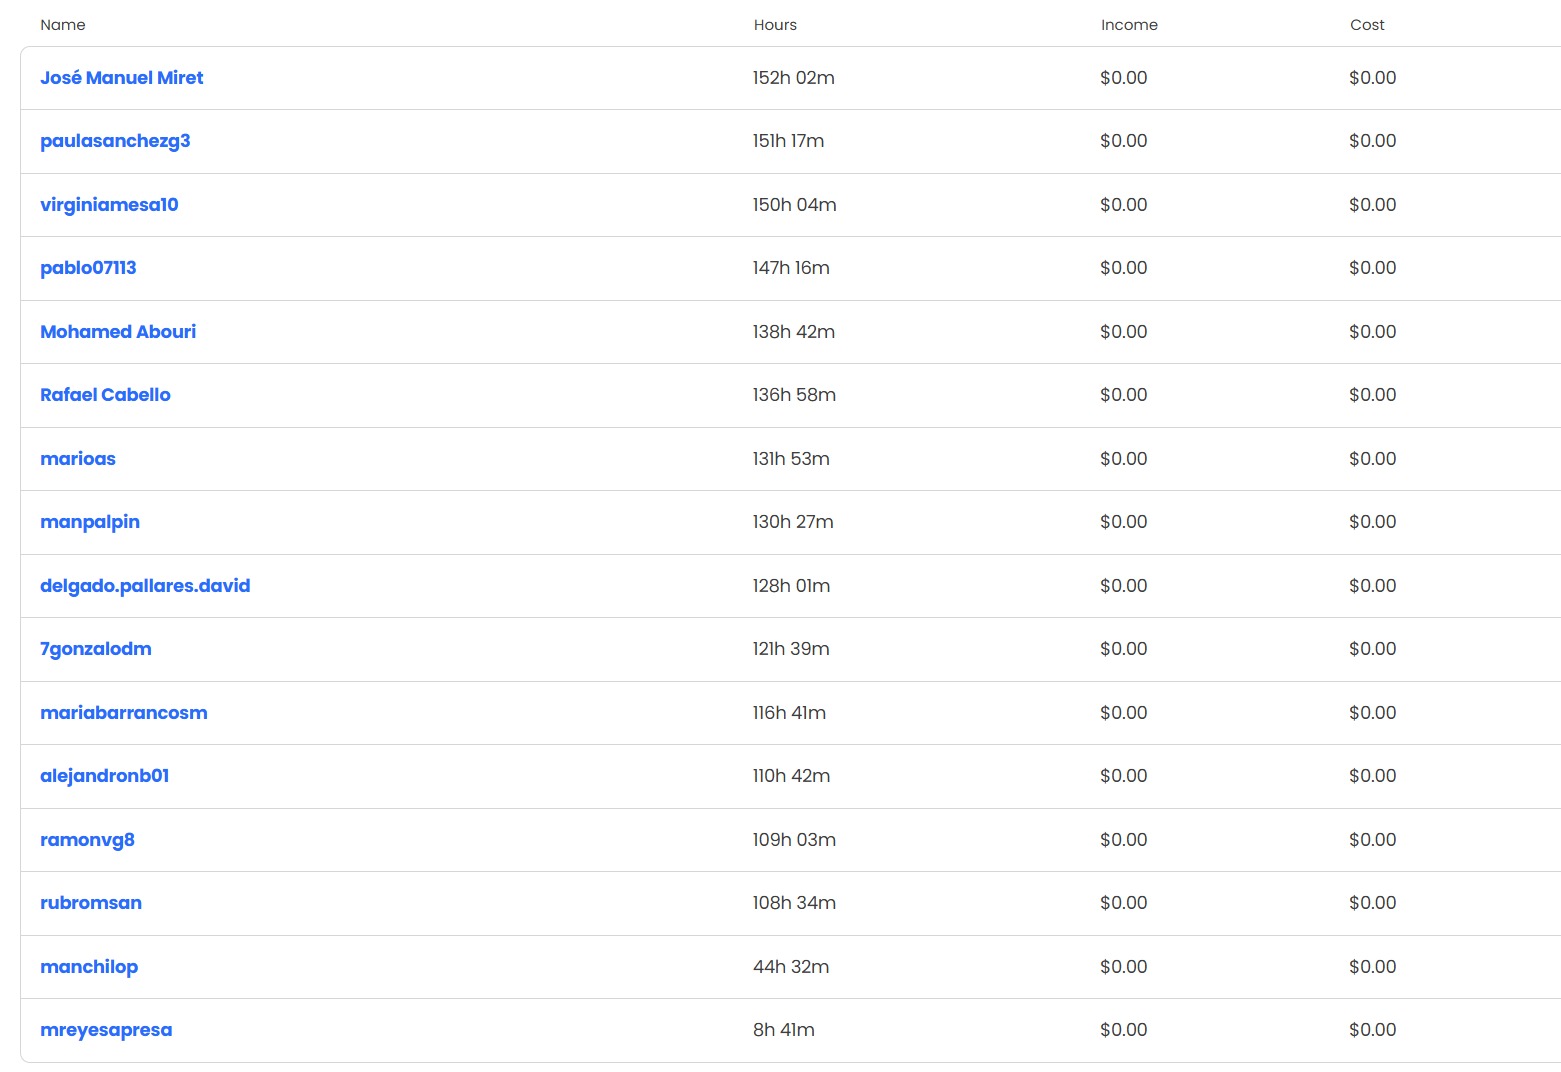 Name Hours Income Cost
José Manuel Miret 152h 02m $0.00 $0.00
paulasanchezg3 151h 17m $0.00 $0.00
virginiamesa10 150h 04m $0.00 $0.00
pablo07113 147h 16m $0.00 $0.00
Mohamed Abouri 138h 42m $0.00 $0.00
Rafael Cabello 136h 58m $0.00 $0.00
marioas 131h 53m $0.00 $0.00
manpalpin 130h 27m $0.00 $0.00
delgado.pallares.david 128h 01m $0.00 $0.00
7gonzalodm 121h 39m $0.00 $0.00
mariabarrancosm 116h 41m $0.00 $0.00
alejandronb01 110h 42m $0.00 $0.00
ramonvg8 109h 03m $0.00 $0.00
rubromsan 108h 34m $0.00 $0.00
manchilop 44h 32m $0.00 $0.00
mreyesapresa 8h 41m $0.00 $0.00